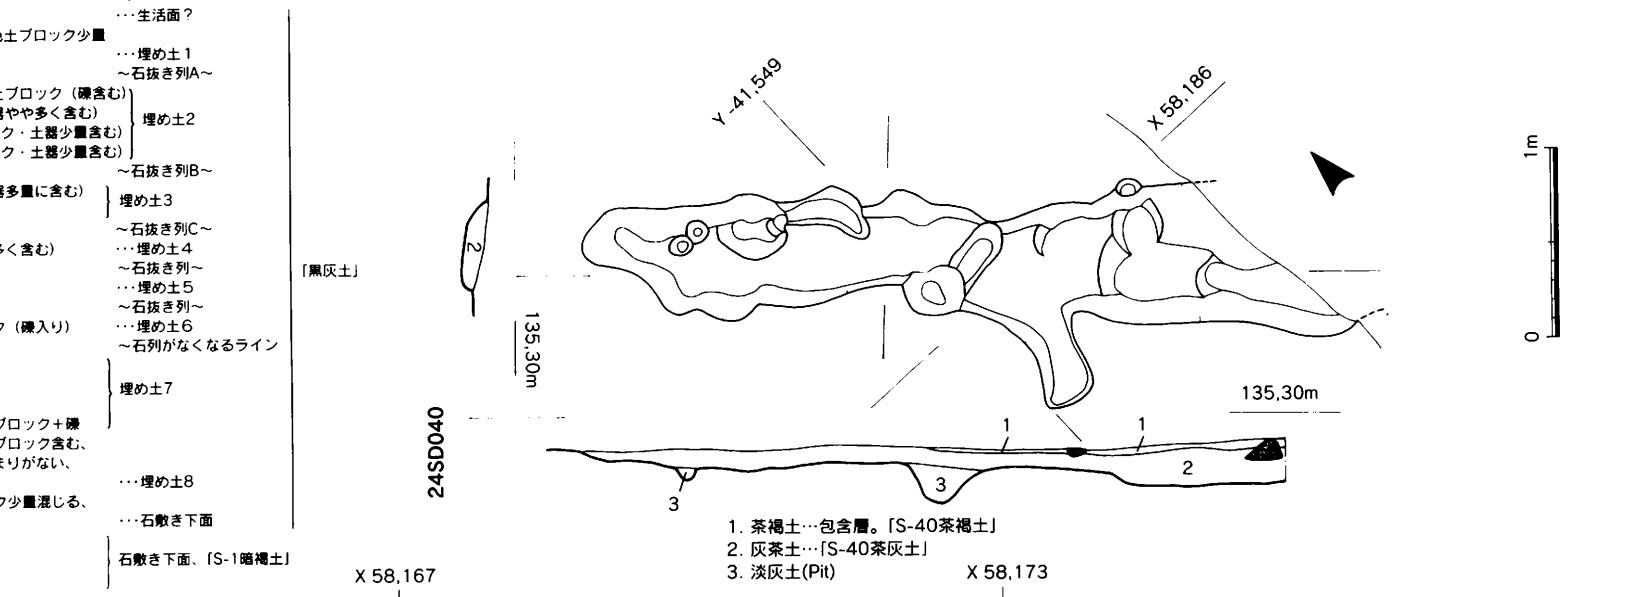 …生活面？
土ブロック少量
…埋め土1
～石抜き列A～
土ブロック（礫含む）
器やや多く含む）
埋め土2
ク・土器少量含む）
ク・土器少量含む）
～石抜き列B～
器多量に含む）
埋め土3
～石抜き列C～
多く含む）
…埋め土4
～石抜き列～
…埋め土5
～石抜き列～
ク（礫入り）
…埋め土6
～石列がなくなるライン
埋め土7
ブロック＋礫
ブロック含む、
まりがない、
…埋め土8
ク少量混じる、
…石敷き下面
石敷き下面、「S-1暗褐土」
「黒灰土」
Y -41,549
X 58,186
1m
0
2
135,30m
135,30m
24SD040
1
1
2
3
3
1. 茶褐土…包含層。「S-40茶褐土」
2. 灰茶土…「S-40茶灰土」
3. 淡灰土(Pit)
X 58,167
X 58,173